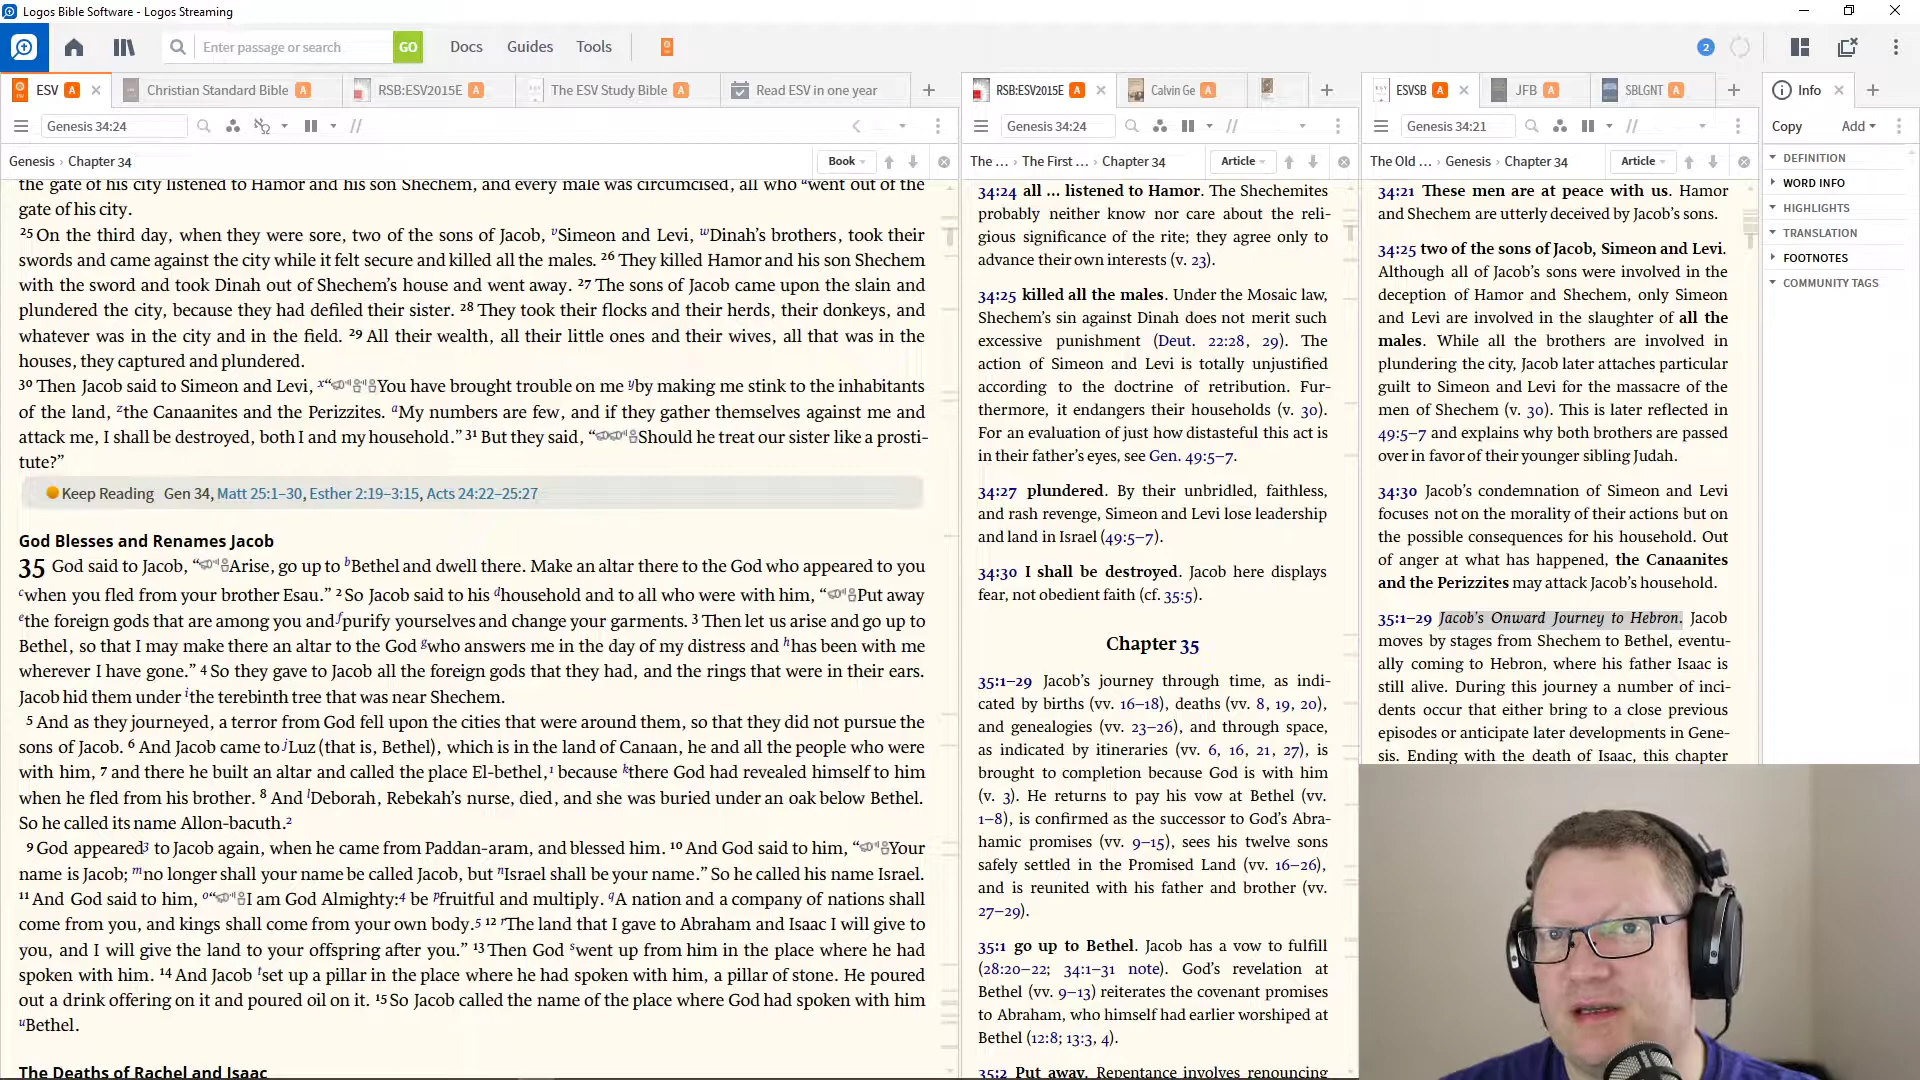 Logos Bible Software - Logos Streaming
Enter passage or search
GO
Docs
Guides
Tools
2
ESV A
Christian Standard Bible A
RSB:ESV2015E A
The ESV Study Bible A
Read ESV in one year
RSB:ESV2015E A
Calvin Ge A
ESVSB A
JFB A
SBLGNT A
Info
Genesis 34:24
Genesis 34:24
Genesis 34:21
Copy
Add
Genesis › Chapter 34
Book
The ... › The First ... › Chapter 34
Article
The Old ... › Genesis › Chapter 34
Article
the gate of his city listened to Hamor and his son Shechem, and every male was circumcised, all who ᵘwent out of the
gate of his city.
25 On the third day, when they were sore, two of the sons of Jacob, ᵛSimeon and Levi, ʷDinah’s brothers, took their
swords and came against the city while it felt secure and killed all the males. 26 They killed Hamor and his son Shechem
with the sword and took Dinah out of Shechem’s house and went away. 27 The sons of Jacob came upon the slain and
plundered the city, because they had defiled their sister. 28 They took their flocks and their herds, their donkeys, and
whatever was in the city and in the field. 29 All their wealth, all their little ones and their wives, all that was in the
houses, they captured and plundered.
30 Then Jacob said to Simeon and Levi, ˣ“You have brought trouble on me ʸby making me stink to the inhabitants
of the land, ᶻthe Canaanites and the Perizzites. ᵃMy numbers are few, and if they gather themselves against me and
attack me, I shall be destroyed, both I and my household.” 31 But they said, “Should he treat our sister like a prosti-
tute?”
Keep Reading Gen 34, Matt 25:1–30, Esther 2:19–3:15, Acts 24:22–25:27
God Blesses and Renames Jacob
35 God said to Jacob, “Arise, go up to ᵇBethel and dwell there. Make an altar there to the God who appeared to you
ᶜwhen you fled from your brother Esau.” 2 So Jacob said to his ᵈhousehold and to all who were with him, “Put away
ᵉthe foreign gods that are among you and ᶠpurify yourselves and change your garments. 3 Then let us arise and go up to
Bethel, so that I may make there an altar to the God ᵍwho answers me in the day of my distress and ʰhas been with me
wherever I have gone.” 4 So they gave to Jacob all the foreign gods that they had, and the rings that were in their ears.
Jacob hid them under ⁱthe terebinth tree that was near Shechem.
5 And as they journeyed, a terror from God fell upon the cities that were around them, so that they did not pursue the
sons of Jacob. 6 And Jacob came to ʲLuz (that is, Bethel), which is in the land of Canaan, he and all the people who were
with him, 7 and there he built an altar and called the place El-bethel,¹ because ᵏthere God had revealed himself to him
when he fled from his brother. 8 And ˡDeborah, Rebekah’s nurse, died, and she was buried under an oak below Bethel.
So he called its name Allon-bacuth.²
9 God appeared³ to Jacob again, when he came from Paddan-aram, and blessed him. 10 And God said to him, “Your
name is Jacob; ᵐno longer shall your name be called Jacob, but ⁿIsrael shall be your name.” So he called his name Israel.
11 And God said to him, ᵒ“I am God Almighty:⁴ be ᵖfruitful and multiply. ᑫA nation and a company of nations shall
come from you, and kings shall come from your own body.⁵ 12 ʳThe land that I gave to Abraham and Isaac I will give to
you, and I will give the land to your offspring after you.” 13 Then God ˢwent up from him in the place where he had
spoken with him. 14 And Jacob ᵗset up a pillar in the place where he had spoken with him, a pillar of stone. He poured
out a drink offering on it and poured oil on it. 15 So Jacob called the name of the place where God had spoken with him
ᵘBethel.
The Deaths of Rachel and Isaac
34:24 all ... listened to Hamor. The Shechemites
probably neither know nor care about the reli-
gious significance of the rite; they agree only to
advance their own interests (v. 23).
34:25 killed all the males. Under the Mosaic law,
Shechem’s sin against Dinah does not merit such
excessive punishment (Deut. 22:28, 29). The
action of Simeon and Levi is totally unjustified
according to the doctrine of retribution. Fur-
thermore, it endangers their households (v. 30).
For an evaluation of just how distasteful this act is
in their father’s eyes, see Gen. 49:5–7.
34:27 plundered. By their unbridled, faithless,
and rash revenge, Simeon and Levi lose leadership
and land in Israel (49:5–7).
34:30 I shall be destroyed. Jacob here displays
fear, not obedient faith (cf. 35:5).
Chapter 35
35:1–29 Jacob’s journey through time, as indi-
cated by births (vv. 16–18), deaths (vv. 8, 19, 20),
and genealogies (vv. 23–26), and through space,
as indicated by itineraries (vv. 6, 16, 21, 27), is
brought to completion because God is with him
(v. 3). He returns to pay his vow at Bethel (vv.
1–8), is confirmed as the successor to God’s Abra-
hamic promises (vv. 9–15), sees his twelve sons
safely settled in the Promised Land (vv. 16–26),
and is reunited with his father and brother (vv.
27–29).
35:1 go up to Bethel. Jacob has a vow to fulfill
(28:20–22; 34:1–31 note). God’s revelation at
Bethel (vv. 9–13) reiterates the covenant promises
to Abraham, who himself had earlier worshiped at
Bethel (12:8; 13:3, 4).
35:2 Put away. Repentance involves renouncing
34:21 These men are at peace with us. Hamor
and Shechem are utterly deceived by Jacob’s sons.
34:25 two of the sons of Jacob, Simeon and Levi.
Although all of Jacob’s sons were involved in the
deception of Hamor and Shechem, only Simeon
and Levi are involved in the slaughter of all the
males. While all the brothers are involved in
plundering the city, Jacob later attaches particular
guilt to Simeon and Levi for the massacre of the
men of Shechem (v. 30). This is later reflected in
49:5–7 and explains why both brothers are passed
over in favor of their younger sibling Judah.
34:30 Jacob’s condemnation of Simeon and Levi
focuses not on the morality of their actions but on
the possible consequences for his household. Out
of anger at what has happened, the Canaanites
and the Perizzites may attack Jacob’s household.
35:1–29 Jacob’s Onward Journey to Hebron. Jacob
moves by stages from Shechem to Bethel, eventu-
ally coming to Hebron, where his father Isaac is
still alive. During this journey a number of inci-
dents occur that either bring to a close previous
episodes or anticipate later developments in Gene-
sis. Ending with the death of Isaac, this chapter
DEFINITION
WORD INFO
HIGHLIGHTS
TRANSLATION
FOOTNOTES
COMMUNITY TAGS